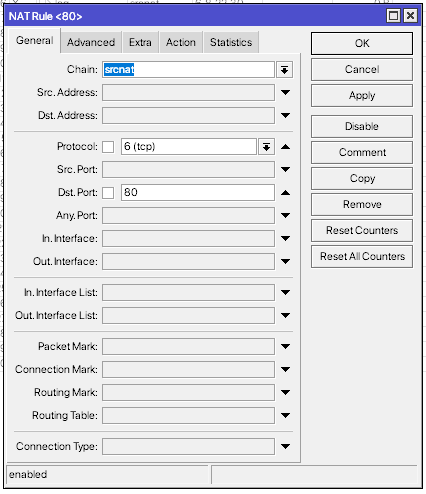 NAT Rule <80>
General Advanced Extra Action Statistics
OK
Chain: srcnat
Cancel
Src. Address:
Apply
Dst. Address:
Disable
Protocol: 6 (tcp)
Comment
Src. Port:
Copy
Dst. Port: 80
Remove
Any. Port:
Reset Counters
In. Interface:
Reset All Counters
Out. Interface:
In. Interface List:
Out. Interface List:
Packet Mark:
Connection Mark:
Routing Mark:
Routing Table:
Connection Type:
enabled